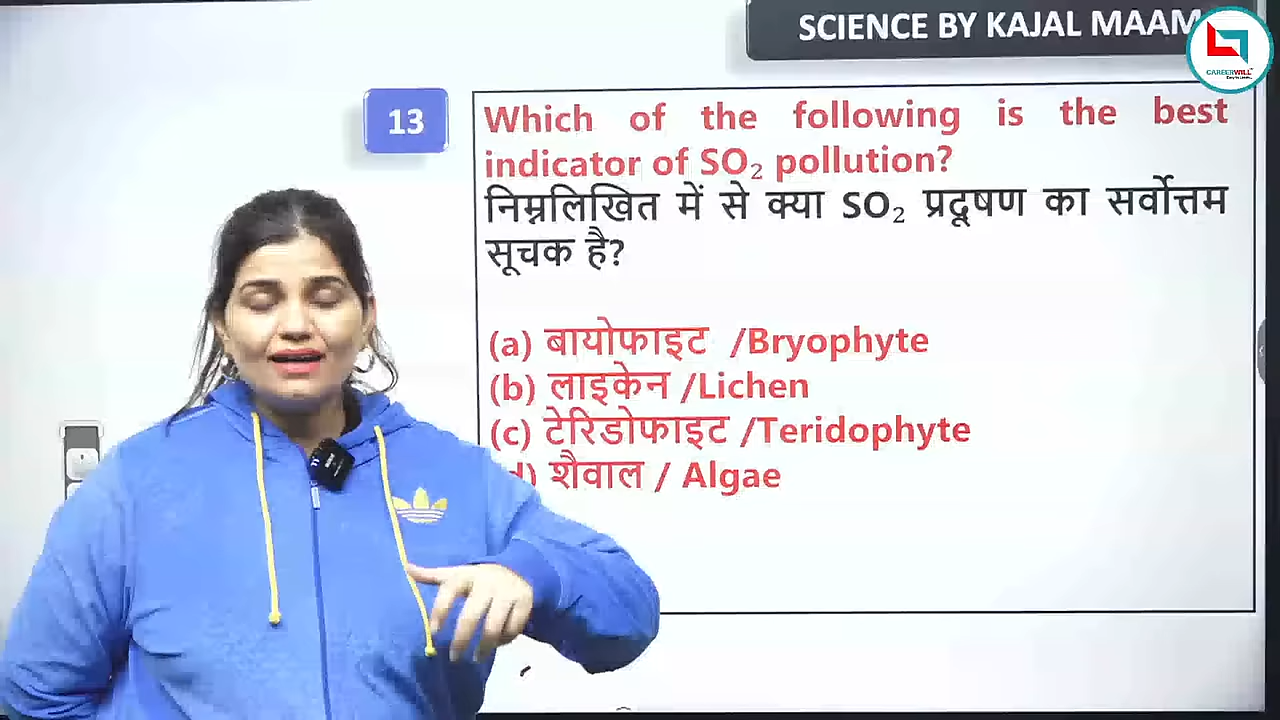 SCIENCE BY KAJAL MAAM
CAREERWILL
13
Which of the following is the best
indicator of SO₂ pollution?
निम्नलिखित में से क्या SO₂ प्रदूषण का सर्वोत्तम
सूचक है?
(a) बायोफाइट /Bryophyte
(b) लाइकेन /Lichen
(c) टेरिडोफाइट /Teridophyte
d) शैवाल / Algae